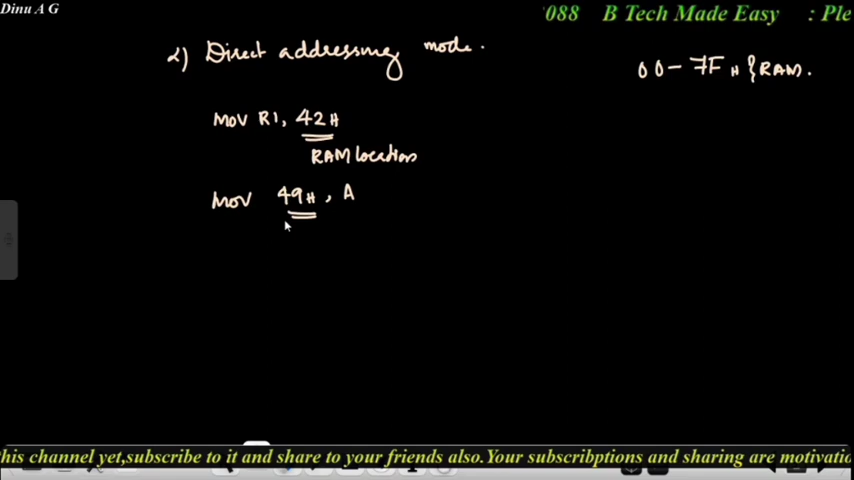 Dinu A G
'088 B Tech Made Easy : Ple
2) Direct addressing mode.
00 - 7F H } RAM.
MOV R1, 42H
RAM location
MOV 49H, A
his channel yet,subscribe to it and share to your friends also.Your subscribptions and sharing are motivatio